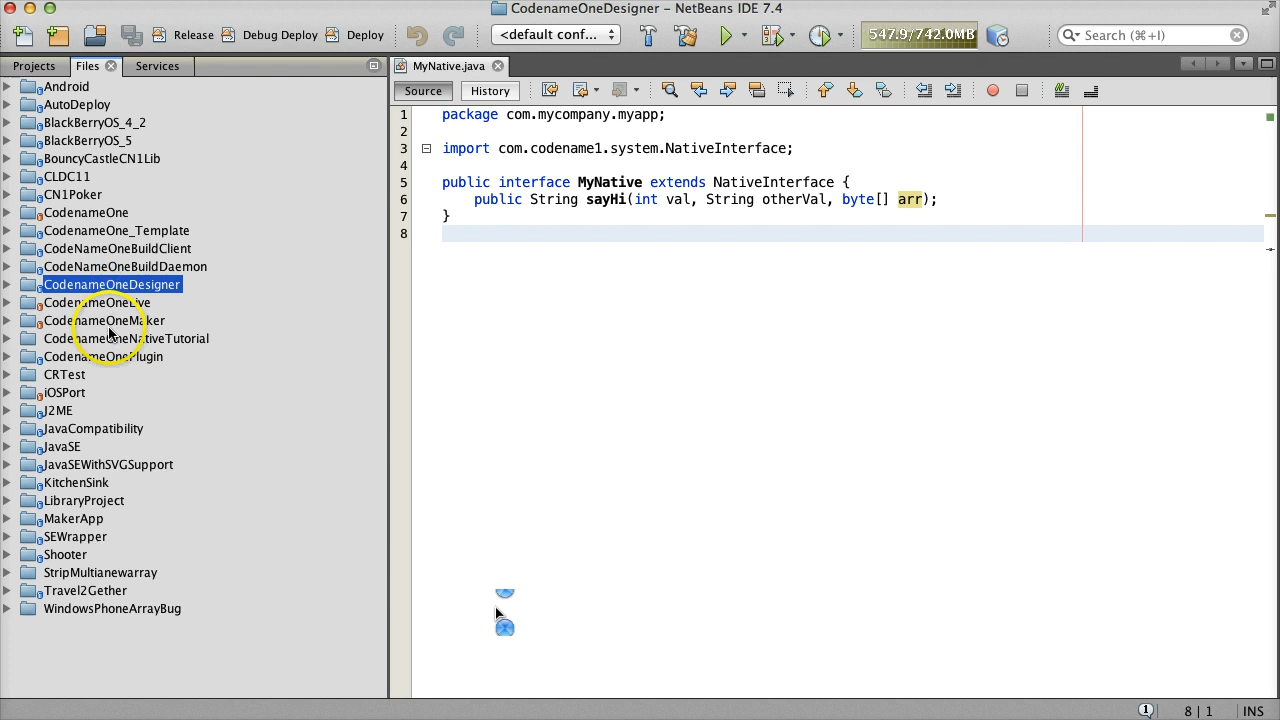 CodenameOneDesigner – NetBeans IDE 7.4
Release
Debug Deploy
Deploy
<default conf...
547.9/742.0MB
Search (⌘+I)
Projects
Files
Services
MyNative.java
Source
History
Android
AutoDeploy
BlackBerryOS_4_2
BlackBerryOS_5
BouncyCastleCN1Lib
CLDC11
CN1Poker
CodenameOne
CodenameOne_Template
CodeNameOneBuildClient
CodeNameOneBuildDaemon
CodenameOneDesigner
CodenameOneLive
CodenameOneMaker
CodenameOneNativeTutorial
CodenameOnePlugin
CRTest
iOSPort
J2ME
JavaCompatibility
JavaSE
JavaSEWithSVGSupport
KitchenSink
LibraryProject
MakerApp
SEWrapper
Shooter
StripMultianewarray
Travel2Gether
WindowsPhoneArrayBug
1 package com.mycompany.myapp;
2
3 import com.codename1.system.NativeInterface;
4
5 public interface MyNative extends NativeInterface {
6 public String sayHi(int val, String otherVal, byte[] arr);
7 }
8
1
8 | 1
INS